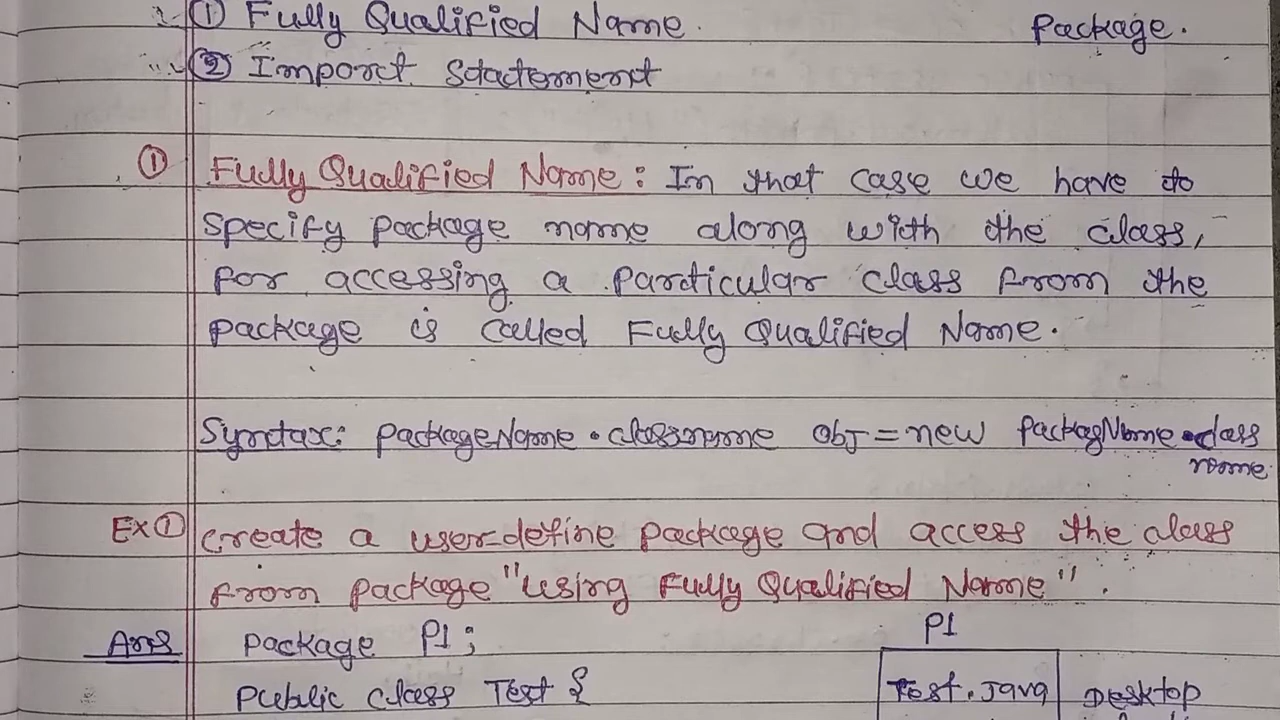 ① Fully Qualified Name. Package.
② Import Statement
① Fully Qualified Name: In that case we have to
specify package name along with the class,
for accessing a particular class from the
package is called Fully Qualified Name.
Syntax: packageName.classname obj = new packagName.class
name
Ex① create a user-define package and access the class
from package "using Fully Qualified Name".
Ans package P1; P1
Public class Test { Test.Java Desktop